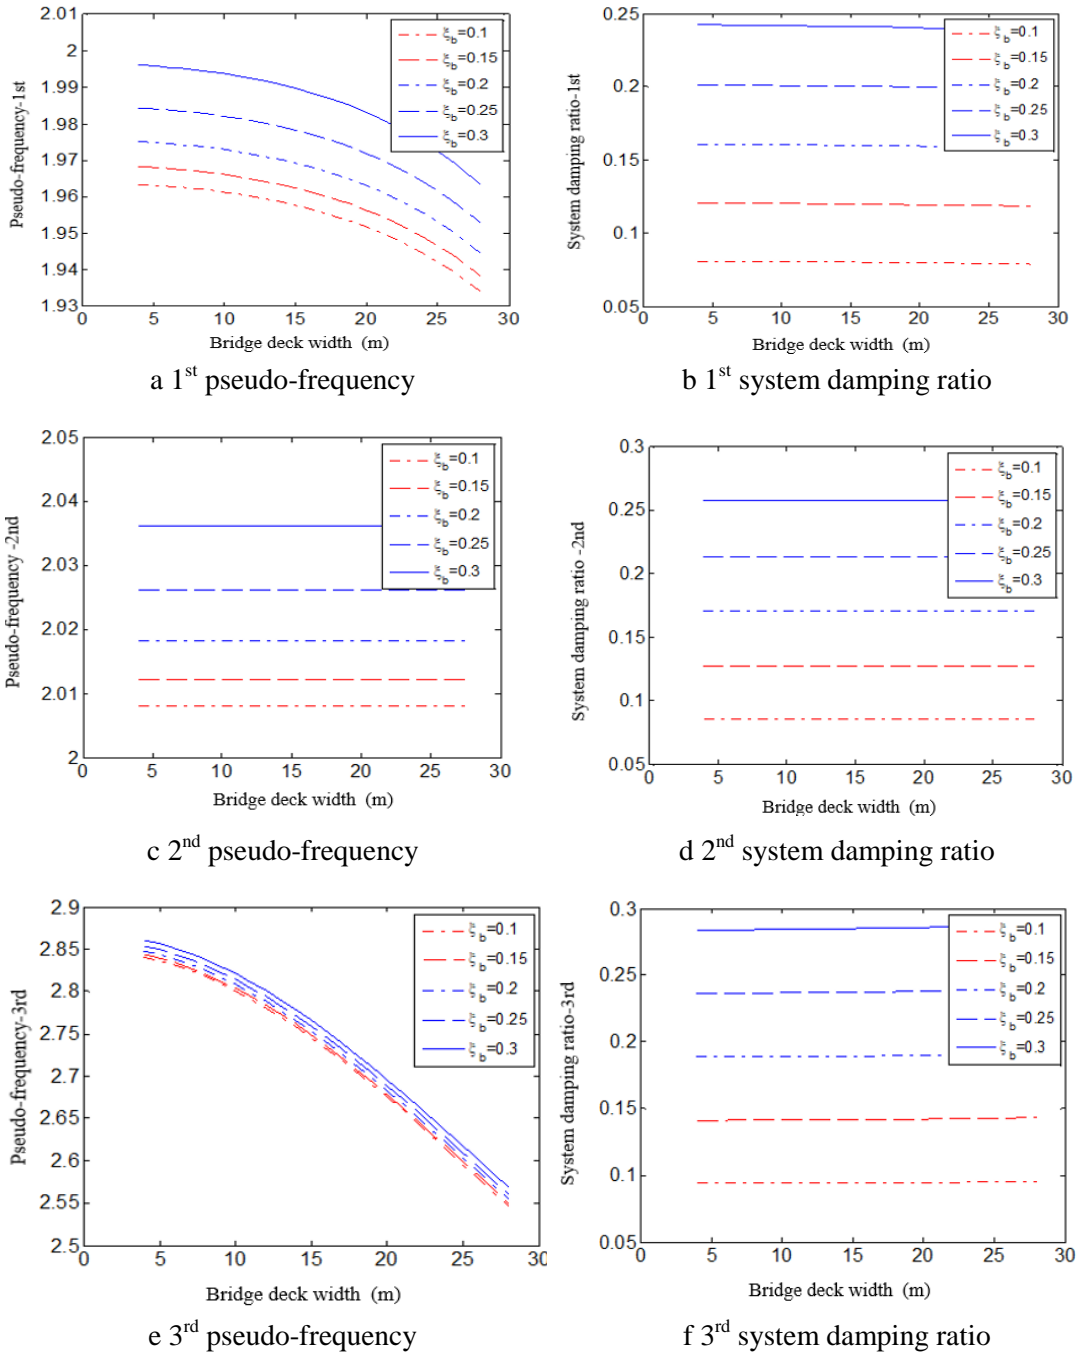 2.01
2
1.99
1.98
1.97
1.96
1.95
1.94
1.93
0
5
10
15
20
25
30
Pseudo-frequency-1st
Bridge deck width (m)
ξb=0.1
ξb=0.15
ξb=0.2
ξb=0.25
ξb=0.3
a 1st pseudo-frequency
0.25
0.2
0.15
0.1
0.05
0
5
10
15
20
25
30
System damping ratio-1st
Bridge deck width (m)
ξb=0.1
ξb=0.15
ξb=0.2
ξb=0.25
ξb=0.3
b 1st system damping ratio
2.05
2.04
2.03
2.02
2.01
2
0
5
10
15
20
25
30
Pseudo-frequency -2nd
Bridge deck width (m)
ξb=0.1
ξb=0.15
ξb=0.2
ξb=0.25
ξb=0.3
c 2nd pseudo-frequency
0.3
0.25
0.2
0.15
0.1
0.05
0
5
10
15
20
25
30
System damping ratio -2nd
Bridge deck width (m)
ξb=0.1
ξb=0.15
ξb=0.2
ξb=0.25
ξb=0.3
d 2nd system damping ratio
2.9
2.85
2.8
2.75
2.7
2.65
2.6
2.55
2.5
0
5
10
15
20
25
30
Pseudo-frequency-3rd
Bridge deck width (m)
ξb=0.1
ξb=0.15
ξb=0.2
ξb=0.25
ξb=0.3
e 3rd pseudo-frequency
0.3
0.25
0.2
0.15
0.1
0.05
0
5
10
15
20
25
30
System damping ratio-3rd
Bridge deck width (m)
ξb=0.1
ξb=0.15
ξb=0.2
ξb=0.25
ξb=0.3
f 3rd system damping ratio